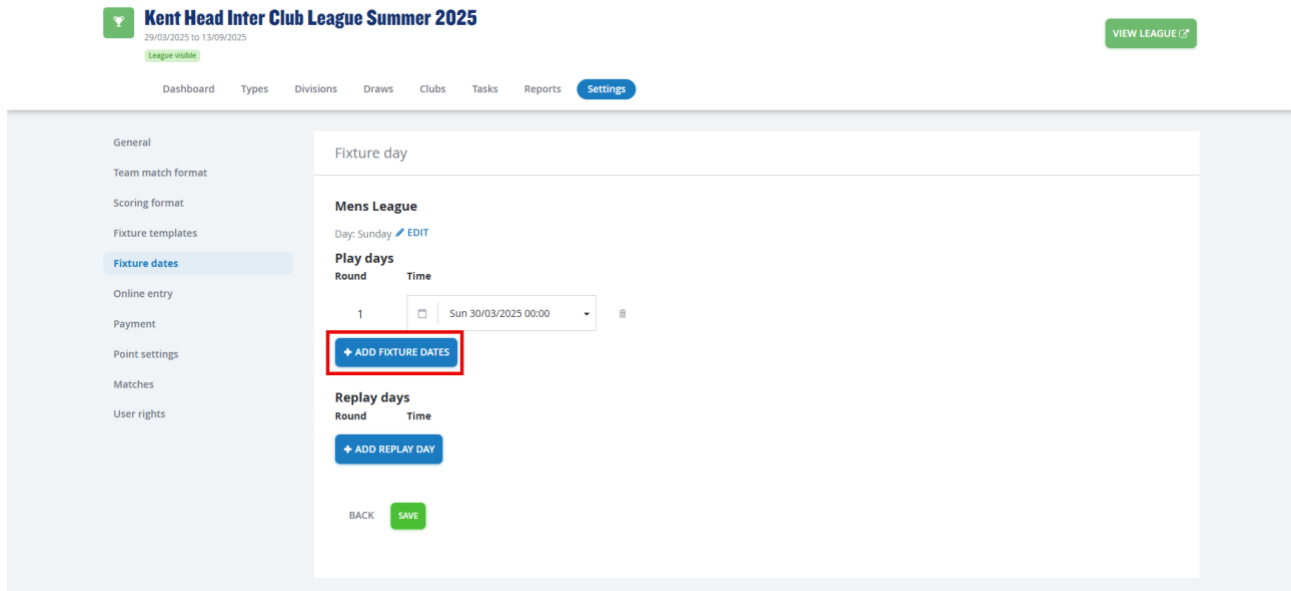 Kent Head Inter Club League Summer 2025
29/03/2025 to 13/09/2025
League visible
VIEW LEAGUE
Dashboard Types Divisions Draws Clubs Tasks Reports Settings
General
Team match format
Scoring format
Fixture templates
Fixture dates
Online entry
Payment
Point settings
Matches
User rights
Fixture day
Mens League
Day: Sunday EDIT
Play days
Round Time
1 Sun 30/03/2025 00:00
+ ADD FIXTURE DATES
Replay days
Round Time
+ ADD REPLAY DAY
BACK SAVE